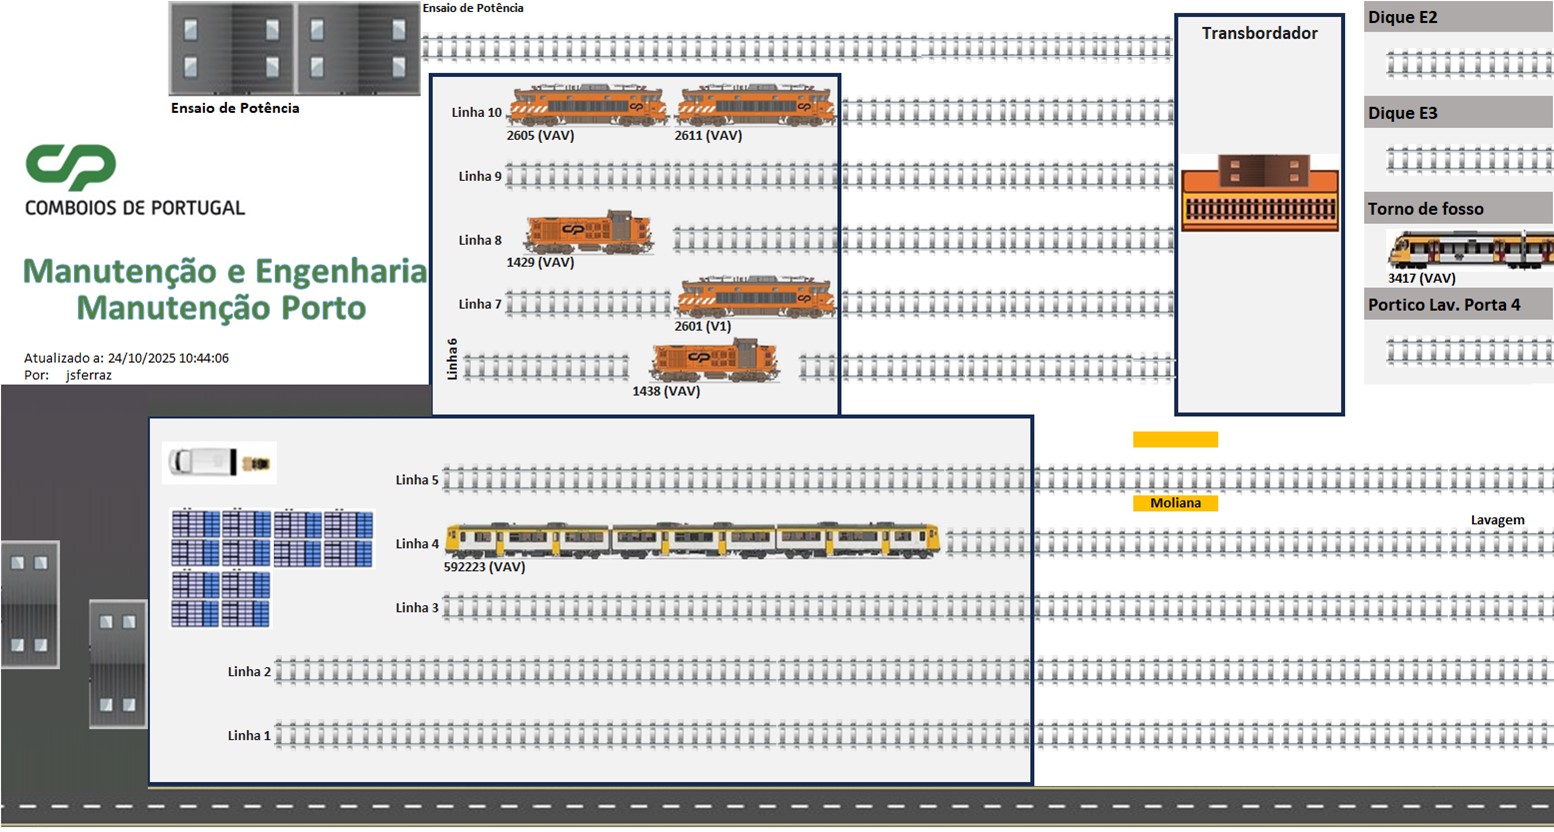 Ensaio de Potência
Ensaio de Potência
CP
COMBOIOS DE PORTUGAL
Manutenção e Engenharia
Manutenção Porto
Atualizado a: 24/10/2025 10:44:06
Por: jsferraz
Linha 10
2605 (VAV)
2611 (VAV)
Linha 9
Linha 8
1429 (VAV)
Linha 7
2601 (V1)
Linha 6
1438 (VAV)
Transbordador
Dique E2
Dique E3
Torno de fosso
3417 (VAV)
Portico Lav. Porta 4
Linha 5
Moliana
Lavagem
Linha 4
592223 (VAV)
Linha 3
Linha 2
Linha 1